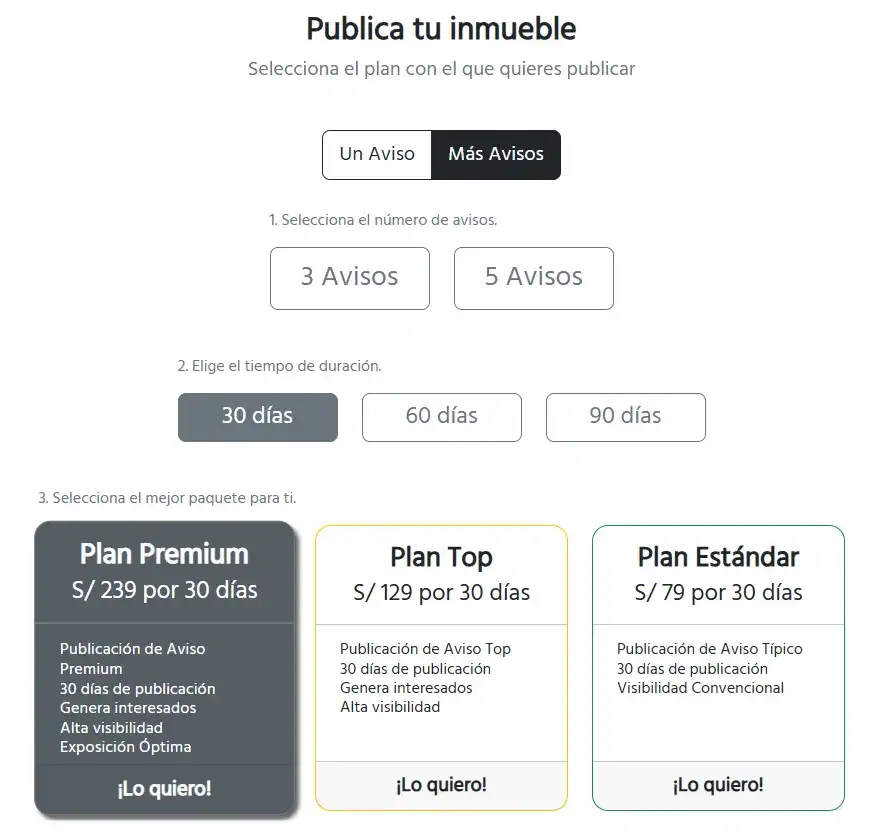 Publica tu inmueble
Selecciona el plan con el que quieres publicar
Un Aviso
Más Avisos
1. Selecciona el número de avisos.
3 Avisos
5 Avisos
2. Elige el tiempo de duración.
30 días
60 días
90 días
3. Selecciona el mejor paquete para ti.
Plan Premium
S/ 239 por 30 días
Publicación de Aviso
Premium
30 días de publicación
Genera interesados
Alta visibilidad
Exposición Óptima
¡Lo quiero!
Plan Top
S/ 129 por 30 días
Publicación de Aviso Top
30 días de publicación
Genera interesados
Alta visibilidad
¡Lo quiero!
Plan Estándar
S/ 79 por 30 días
Publicación de Aviso Típico
30 días de publicación
Visibilidad Convencional
¡Lo quiero!